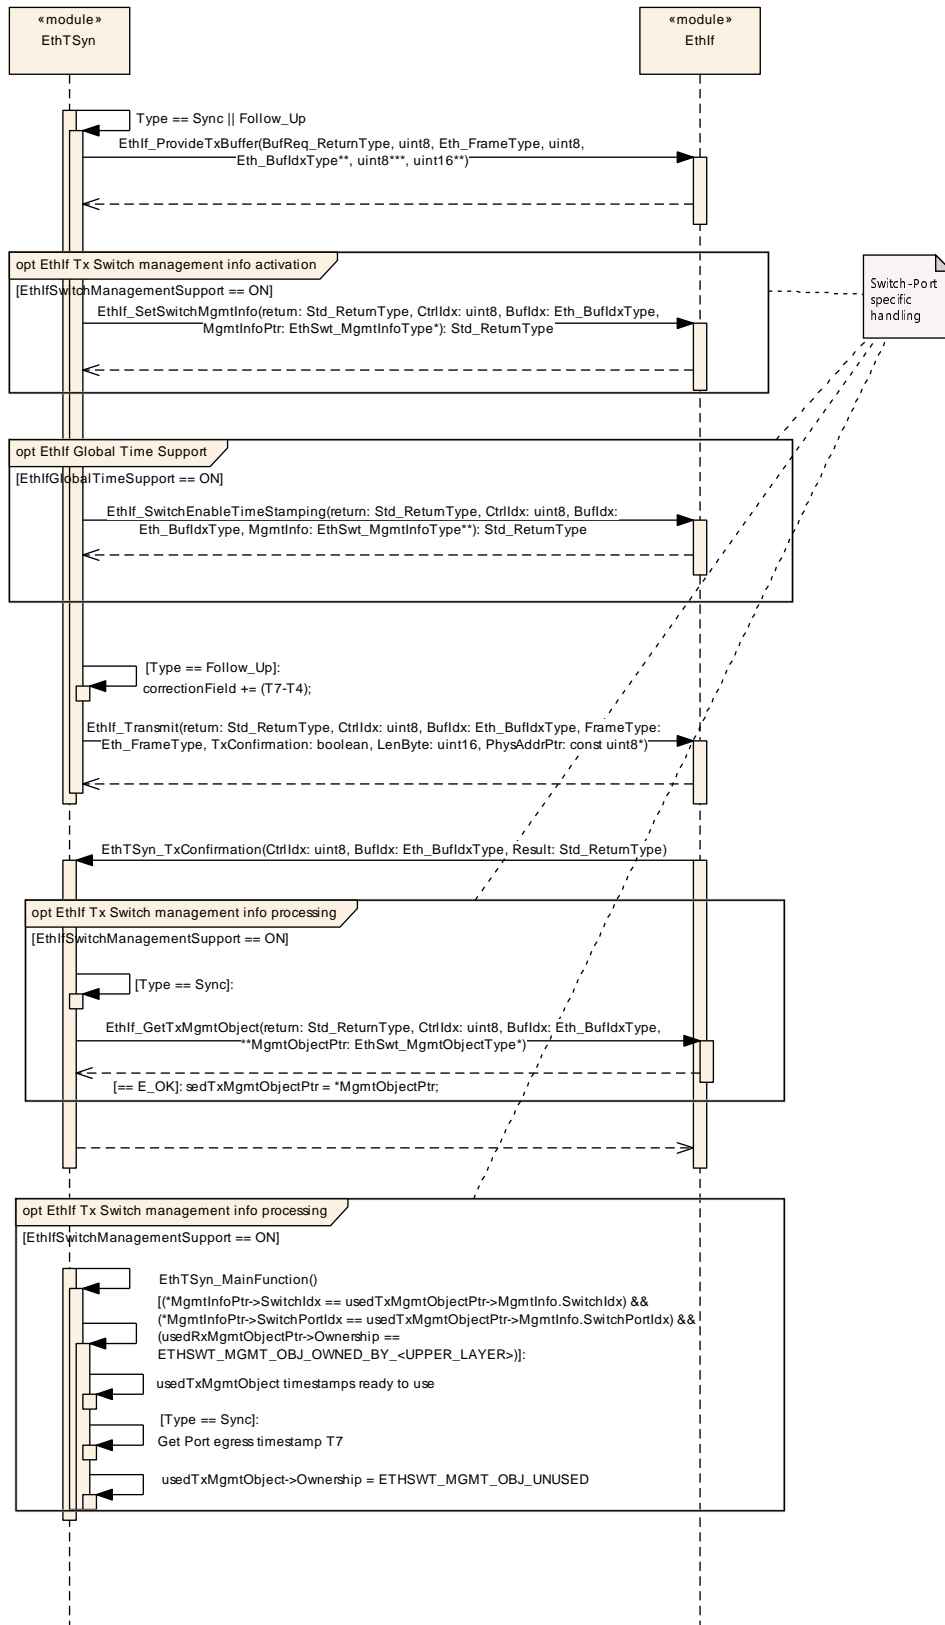 «module»
EthTSyn
«module»
EthIf
Type == Sync || Follow_Up
EthIf_ProvideTxBuffer(BufReq_ReturnType, uint8, Eth_FrameType, uint8,
Eth_BufIdxType**, uint8***, uint16**)
opt EthIf Tx Switch management info activation
[EthIfSwitchManagementSupport == ON]
Switch-Port
specific
handling
EthIf_SetSwitchMgmtInfo(return: Std_ReturnType, CtrlIdx: uint8, BufIdx: Eth_BufIdxType,
MgmtInfoPtr: EthSwt_MgmtInfoType*): Std_ReturnType
opt EthIf Global Time Support
[EthIfGlobalTimeSupport == ON]
EthIf_SwitchEnableTimeStamping(return: Std_ReturnType, CtrlIdx: uint8, BufIdx:
Eth_BufIdxType, MgmtInfo: EthSwt_MgmtInfoType**): Std_ReturnType
[Type == Follow_Up]:
correctionField += (T7-T4);
EthIf_Transmit(return: Std_ReturnType, CtrlIdx: uint8, BufIdx: Eth_BufIdxType, FrameType:
Eth_FrameType, TxConfirmation: boolean, LenByte: uint16, PhysAddrPtr: const uint8*)
EthTSyn_TxConfirmation(CtrlIdx: uint8, BufIdx: Eth_BufIdxType, Result: Std_ReturnType)
opt EthIf Tx Switch management info processing
[EthIfSwitchManagementSupport == ON]
[Type == Sync]:
EthIf_GetTxMgmtObject(return: Std_ReturnType, CtrlIdx: uint8, BufIdx: Eth_BufIdxType,
**MgmtObjectPtr: EthSwt_MgmtObjectType*)
[== E_OK]: sedTxMgmtObjectPtr = *MgmtObjectPtr;
opt EthIf Tx Switch management info processing
[EthIfSwitchManagementSupport == ON]
EthTSyn_MainFunction()
[(*MgmtInfoPtr->SwitchIdx == usedTxMgmtObjectPtr->MgmtInfo.SwitchIdx) &&
(*MgmtInfoPtr->SwitchPortIdx == usedTxMgmtObjectPtr->MgmtInfo.SwitchPortIdx) &&
(usedRxMgmtObjectPtr->Ownership ==
ETHSWT_MGMT_OBJ_OWNED_BY_<UPPER_LAYER>)]:
usedTxMgmtObject timestamps ready to use
[Type == Sync]:
Get Port egress timestamp T7
usedTxMgmtObject->Ownership = ETHSWT_MGMT_OBJ_UNUSED